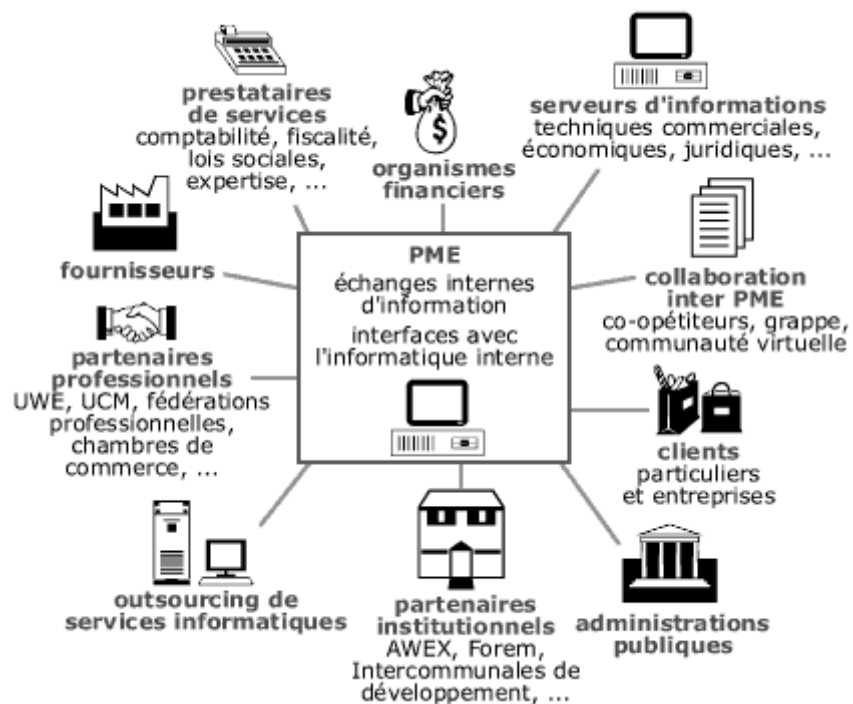 prestataires
de services
comptabilité, fiscalité,
lois sociales,
expertise, ...
$
organismes
financiers
serveurs d'informations
techniques commerciales,
économiques, juridiques, ...
fournisseurs
PME
échanges internes
d'information
interfaces avec
l'informatique interne
collaboration
inter PME
co-opétiteurs, grappe,
communauté virtuelle
partenaires
professionnels
UWE, UCM, fédérations
professionnelles,
chambres de
commerce, ...
clients
particuliers
et entreprises
outsourcing de
services informatiques
partenaires
institutionnels
AWEX, Forem,
Intercommunales de
développement, ...
administrations
publiques